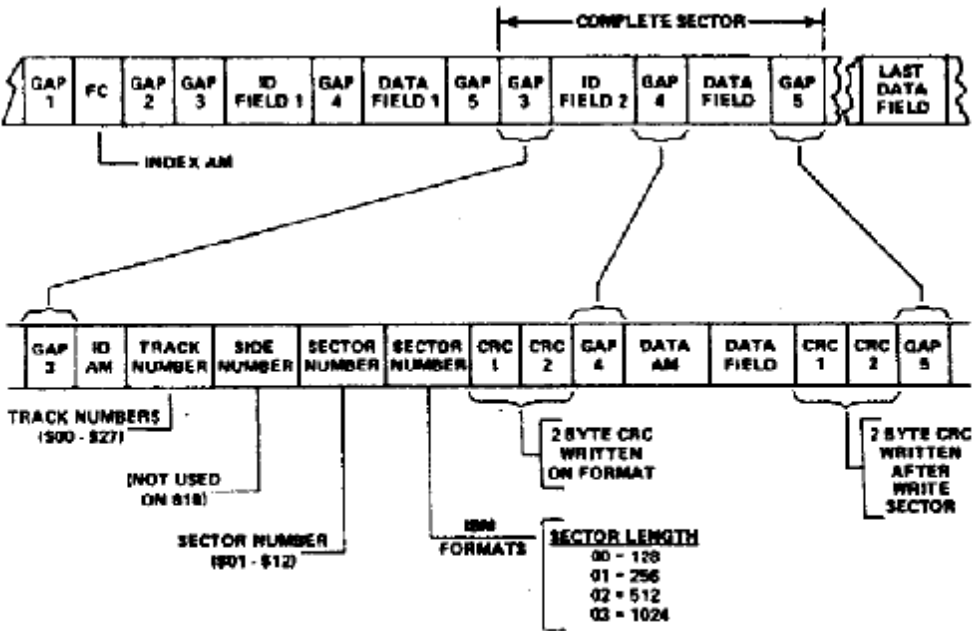 COMPLETE SECTOR
GAP 1
FC
GAP 2
GAP 3
ID FIELD 1
GAP 4
DATA FIELD 1
GAP 5
GAP 3
ID FIELD 2
GAP 4
DATA FIELD
GAP 5
LAST DATA FIELD
INDEX AM
GAP 3
ID AM
TRACK NUMBER
SIDE NUMBER
SECTOR NUMBER
SECTOR NUMBER
CRC 1
CRC 2
GAP 4
DATA AM
DATA FIELD
CRC 1
CRC 2
GAP 5
TRACK NUMBERS
($00 - $27)
(NOT USED
ON 818)
SECTOR NUMBER
($01 - $12)
IBM
FORMATS
2 BYTE CRC
WRITTEN
ON FORMAT
SECTOR LENGTH
00 = 128
01 = 256
02 = 512
03 = 1024
2 BYTE CRC
WRITTEN
AFTER
WRITE
SECTOR